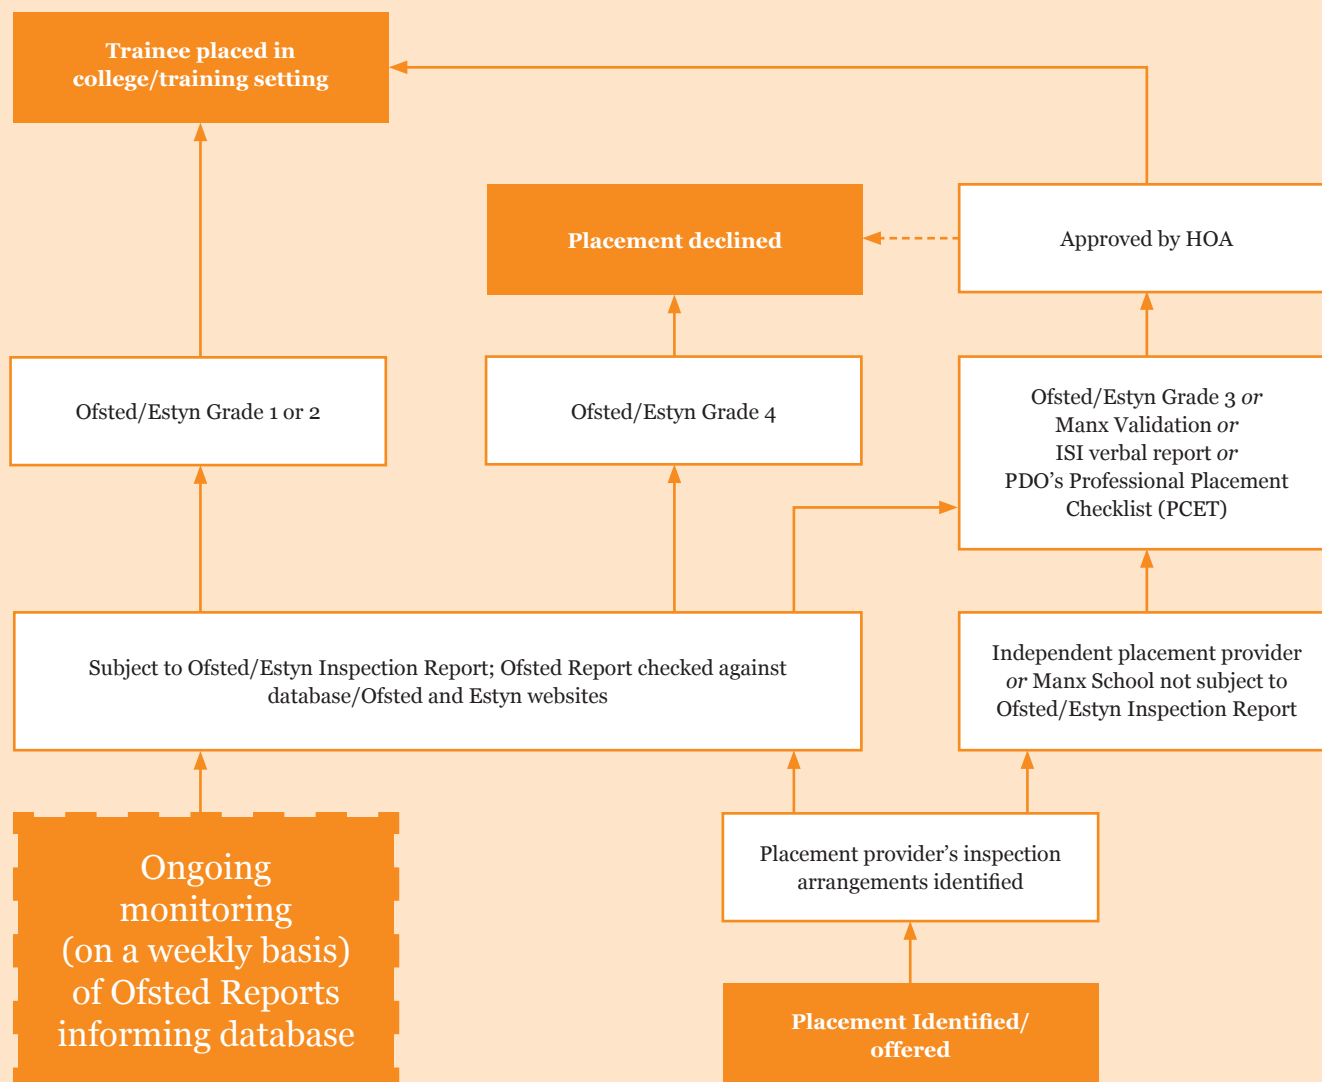 Trainee placed in
college/training setting
Placement declined
Approved by HOA
Ofsted/Estyn Grade 1 or 2
Ofsted/Estyn Grade 4
Ofsted/Estyn Grade 3 or
Manx Validation or
ISI verbal report or
PDO’s Professional Placement
Checklist (PCET)
Subject to Ofsted/Estyn Inspection Report; Ofsted Report checked against
database/Ofsted and Estyn websites
Independent placement provider
or Manx School not subject to
Ofsted/Estyn Inspection Report
Ongoing
monitoring
(on a weekly basis)
of Ofsted Reports
informing database
Placement provider’s inspection
arrangements identified
Placement Identified/
offered